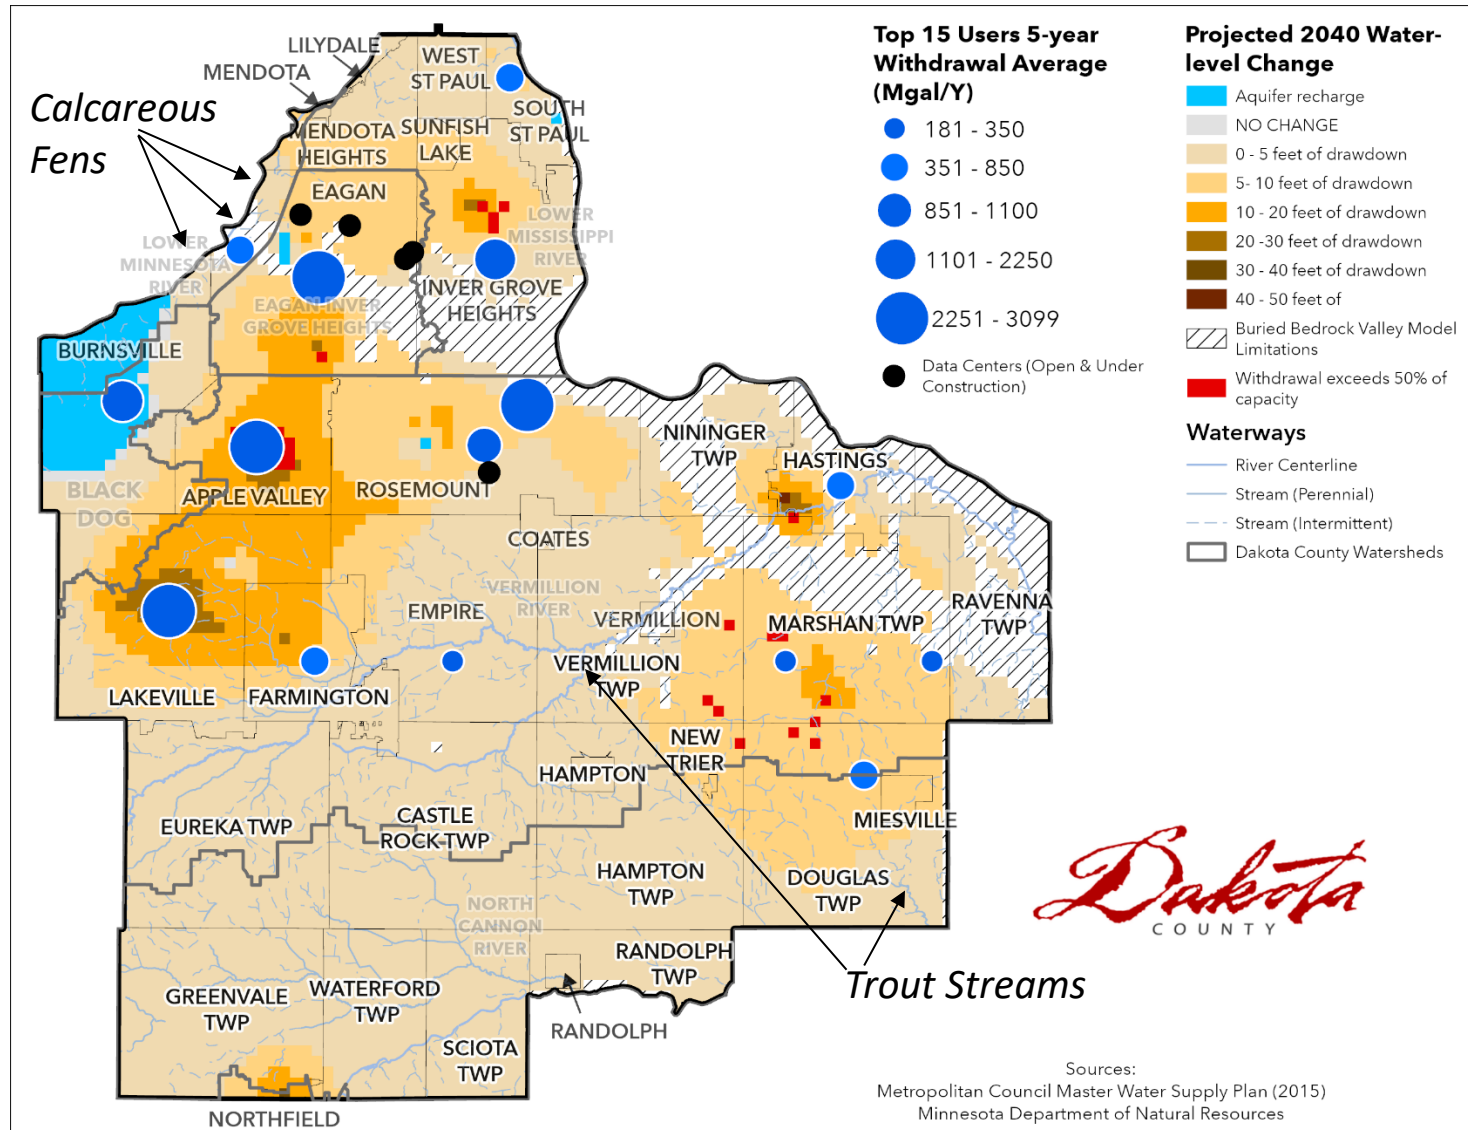 LILYDALE
MENDOTA
WEST
ST PAUL
SOUTH
ST PAUL
Calcareous
Fens
MENDOTA
HEIGHTS
SUNFISH
LAKE
EAGAN
LOWER
MISSISSIPPI
RIVER
LOWER
MINNESOTA
RIVER
INVER GROVE
HEIGHTS
EAGAN-INVER
GROVE HEIGHTS
BURNSVILLE
NININGER
TWP
HASTINGS
BLACK
DOG
APPLE VALLEY
ROSEMOUNT
COATES
VERMILLION
RIVER
EMPIRE
VERMILLION
MARSHAN TWP
RAVENNA
TWP
VERMILLION
TWP
LAKEVILLE
FARMINGTON
NEW
TRIER
HAMPTON
MIESVILLE
EUREKA TWP
CASTLE
ROCK TWP
HAMPTON
TWP
DOUGLAS
TWP
NORTH
CANNON
RIVER
RANDOLPH
TWP
Trout Streams
GREENVALE
TWP
WATERFORD
TWP
RANDOLPH
SCIOTA
TWP
NORTHFIELD
Top 15 Users 5-year
Withdrawal Average
(Mgal/Y)
181 - 350
351 - 850
851 - 1100
1101 - 2250
2251 - 3099
Data Centers (Open & Under
Construction)
Projected 2040 Water-
level Change
Aquifer recharge
NO CHANGE
0 - 5 feet of drawdown
5- 10 feet of drawdown
10 - 20 feet of drawdown
20 -30 feet of drawdown
30 - 40 feet of drawdown
40 - 50 feet of
Buried Bedrock Valley Model
Limitations
Withdrawal exceeds 50% of
capacity
Waterways
River Centerline
Stream (Perennial)
Stream (Intermittent)
Dakota County Watersheds
Dakota
COUNTY
Sources:
Metropolitan Council Master Water Supply Plan (2015)
Minnesota Department of Natural Resources